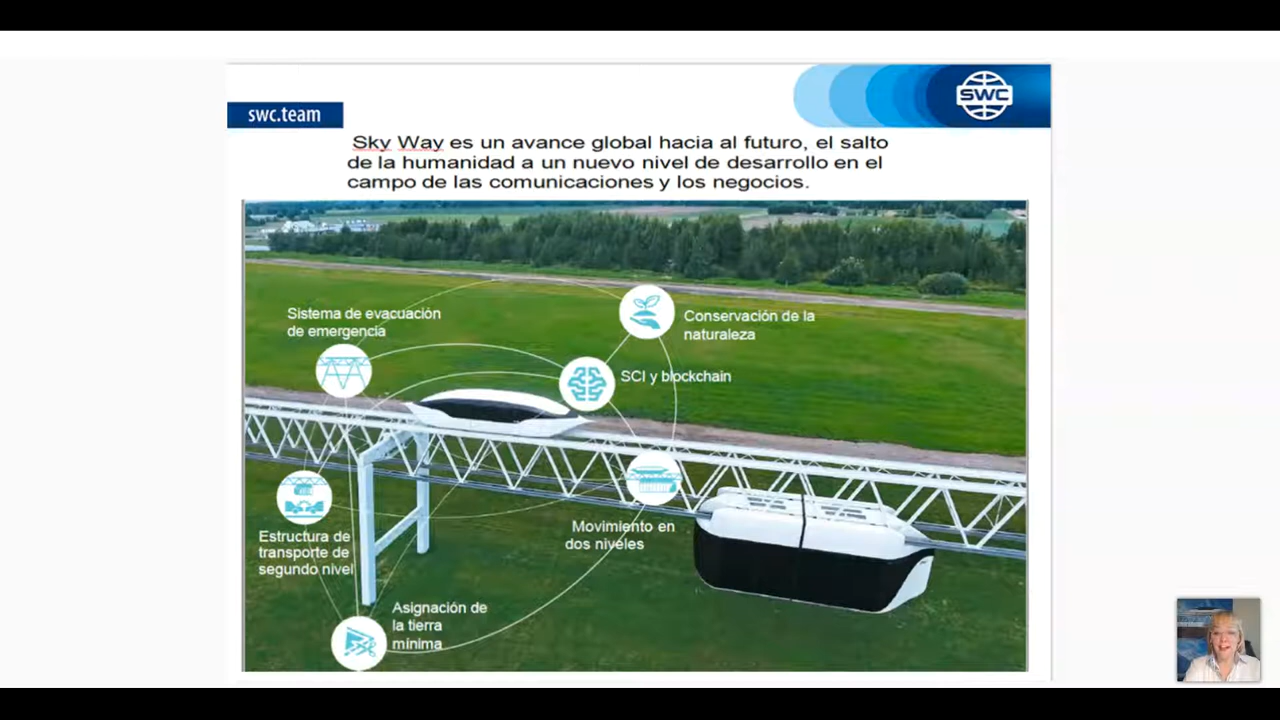 swc.team
SWC
Sky Way es un avance global hacia al futuro, el salto
de la humanidad a un nuevo nivel de desarrollo en el
campo de las comunicaciones y los negocios.
Sistema de evacuación
de emergencia
Conservación de la
naturaleza
SCI y blockchain
Movimiento en
dos niveles
Estructura de
transporte de
segundo nivel
Asignación de
la tierra
mínima